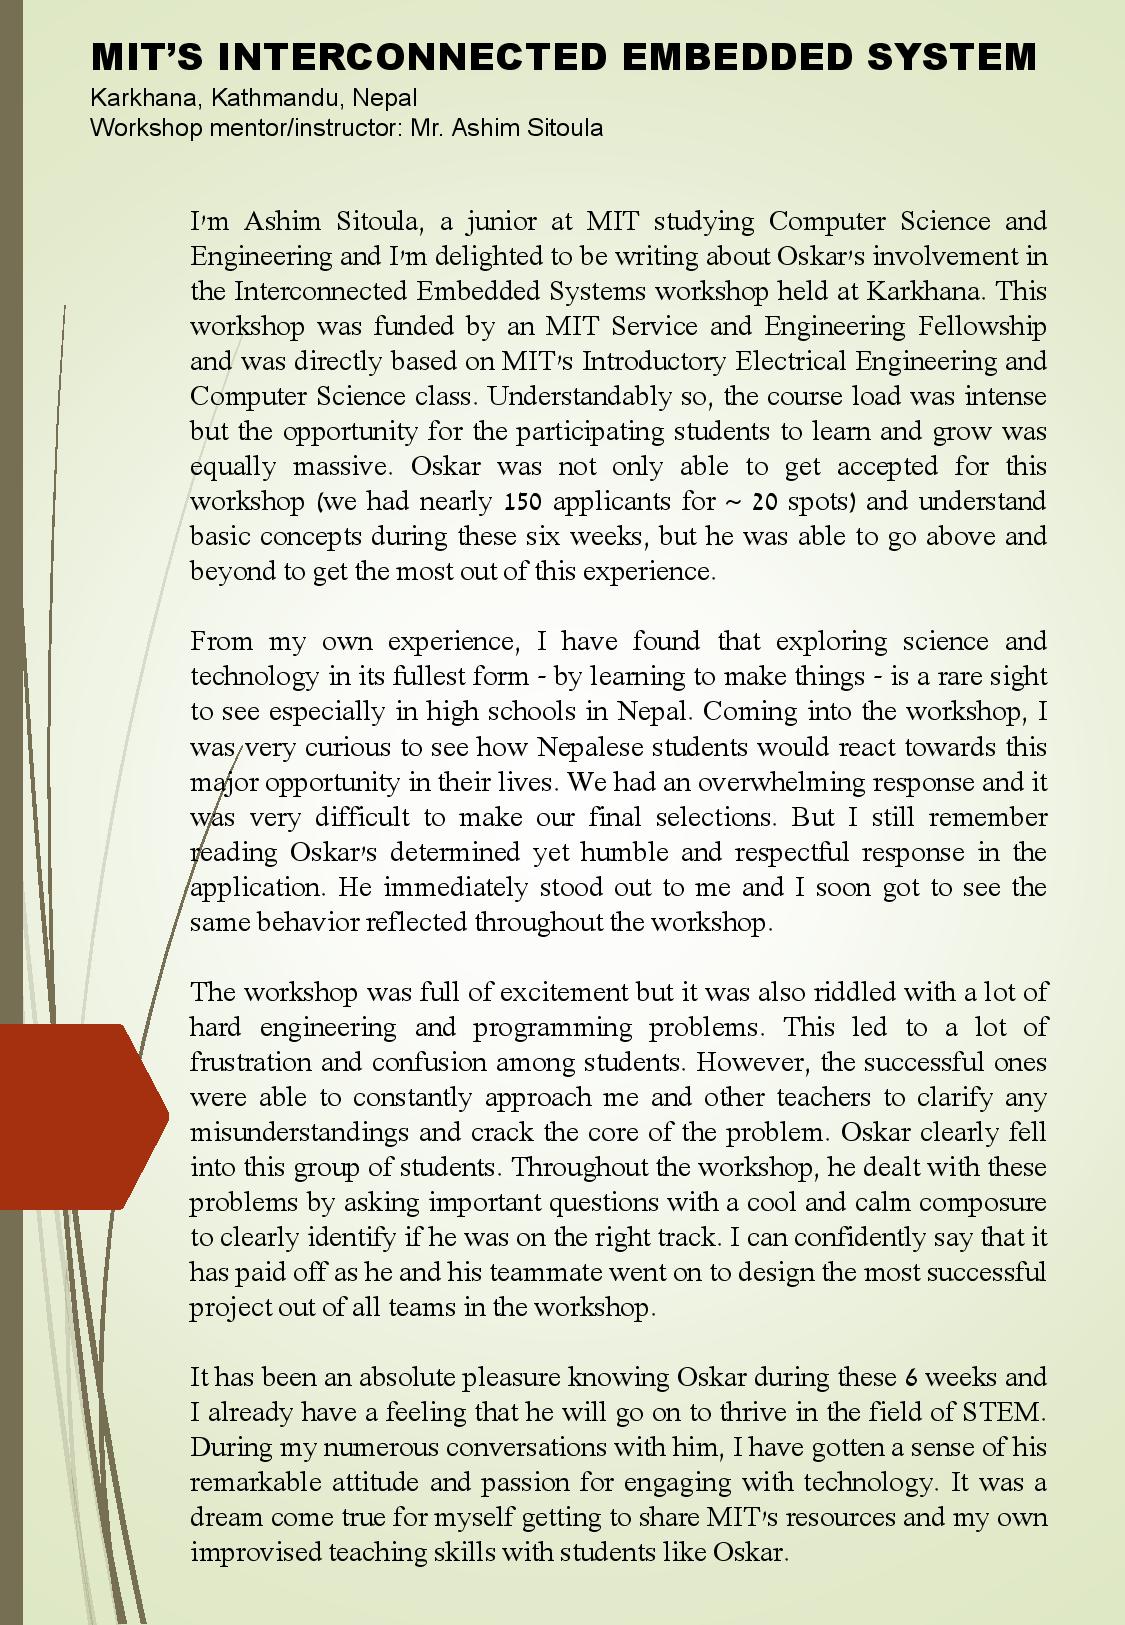 MIT’S INTERCONNECTED EMBEDDED SYSTEM
Karkhana, Kathmandu, Nepal
Workshop mentor/instructor: Mr. Ashim Sitoula
I'm Ashim Sitoula, a junior at MIT studying Computer Science and
Engineering and I'm delighted to be writing about Oskar's involvement in
the Interconnected Embedded Systems workshop held at Karkhana. This
workshop was funded by an MIT Service and Engineering Fellowship
and was directly based on MIT's Introductory Electrical Engineering and
Computer Science class. Understandably so, the course load was intense
but the opportunity for the participating students to learn and grow was
equally massive. Oskar was not only able to get accepted for this
workshop (we had nearly 150 applicants for ~ 20 spots) and understand
basic concepts during these six weeks, but he was able to go above and
beyond to get the most out of this experience.
From my own experience, I have found that exploring science and
technology in its fullest form - by learning to make things - is a rare sight
to see especially in high schools in Nepal. Coming into the workshop, I
was very curious to see how Nepalese students would react towards this
major opportunity in their lives. We had an overwhelming response and it
was very difficult to make our final selections. But I still remember
reading Oskar's determined yet humble and respectful response in the
application. He immediately stood out to me and I soon got to see the
same behavior reflected throughout the workshop.
The workshop was full of excitement but it was also riddled with a lot of
hard engineering and programming problems. This led to a lot of
frustration and confusion among students. However, the successful ones
were able to constantly approach me and other teachers to clarify any
misunderstandings and crack the core of the problem. Oskar clearly fell
into this group of students. Throughout the workshop, he dealt with these
problems by asking important questions with a cool and calm composure
to clearly identify if he was on the right track. I can confidently say that it
has paid off as he and his teammate went on to design the most successful
project out of all teams in the workshop.
It has been an absolute pleasure knowing Oskar during these 6 weeks and
I already have a feeling that he will go on to thrive in the field of STEM.
During my numerous conversations with him, I have gotten a sense of his
remarkable attitude and passion for engaging with technology. It was a
dream come true for myself getting to share MIT's resources and my own
improvised teaching skills with students like Oskar.